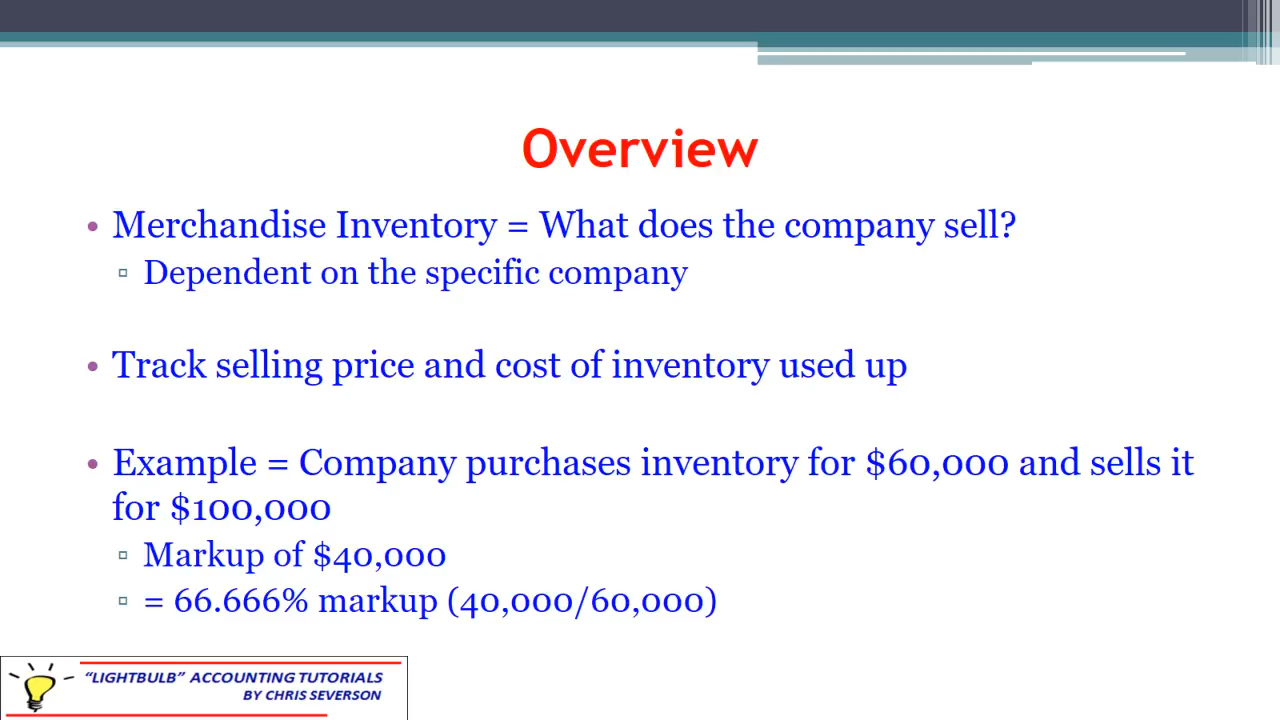 Overview
• Merchandise Inventory = What does the company sell?
▫ Dependent on the specific company
• Track selling price and cost of inventory used up
• Example = Company purchases inventory for $60,000 and sells it
for $100,000
▫ Markup of $40,000
▫ = 66.666% markup (40,000/60,000)
“LIGHTBULB” ACCOUNTING TUTORIALS
BY CHRIS SEVERSON